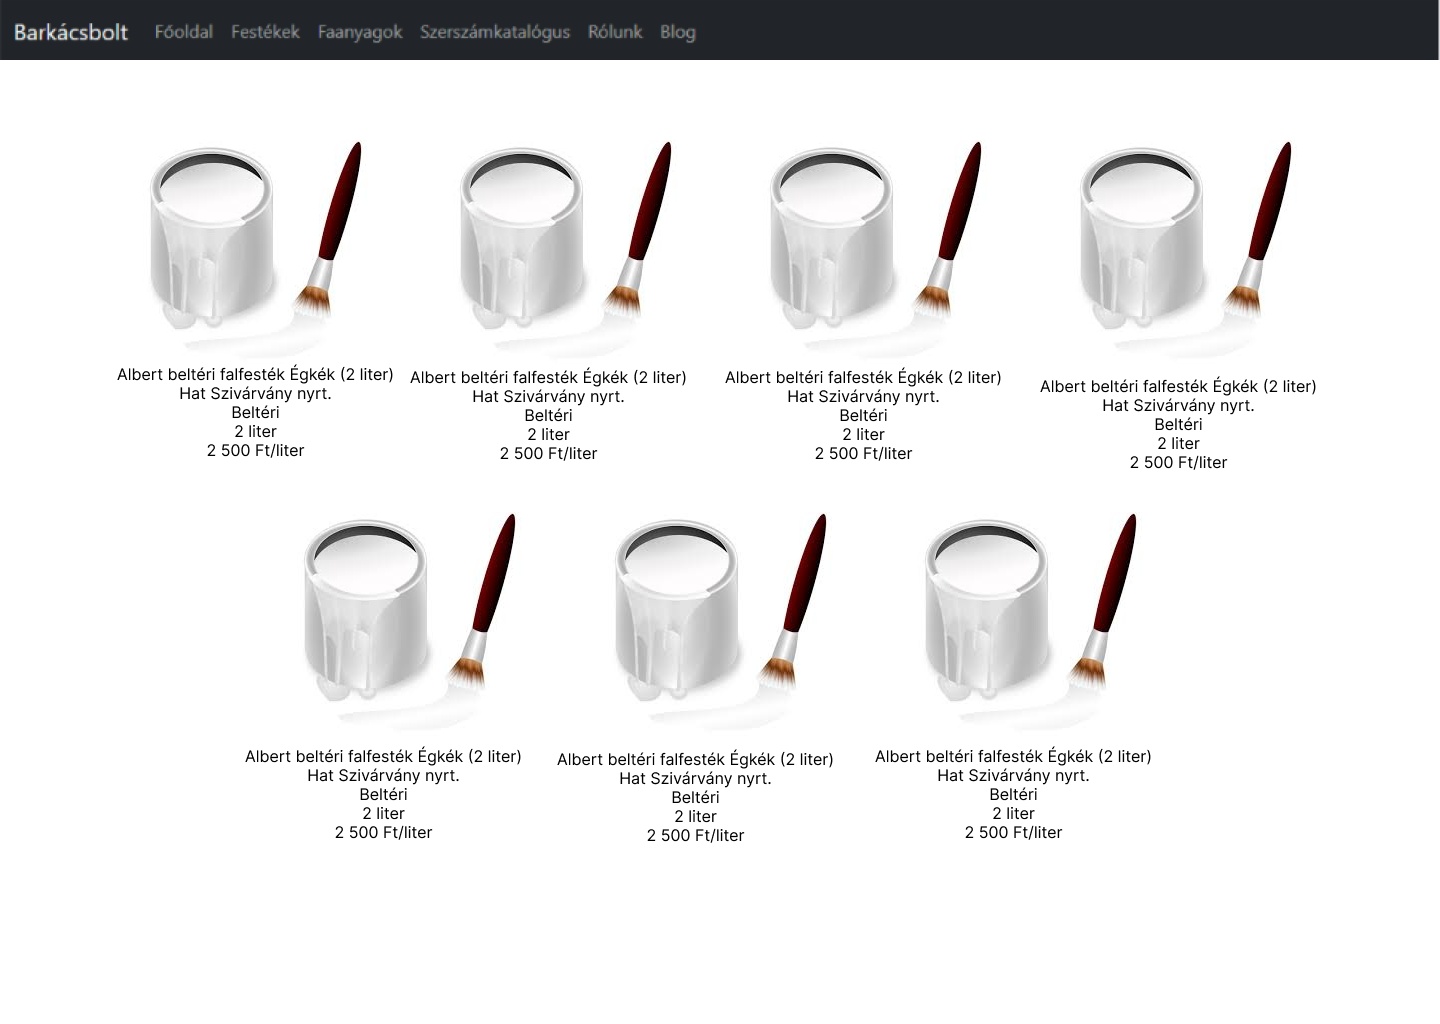 Barkácsbolt Főoldal Festékek Faanyagok Szerszámkatalógus Rólunk Blog
Albert beltéri falfesték Égkék (2 liter)
Hat Szivárvány nyrt.
Beltéri
2 liter
2 500 Ft/liter
Albert beltéri falfesték Égkék (2 liter)
Hat Szivárvány nyrt.
Beltéri
2 liter
2 500 Ft/liter
Albert beltéri falfesték Égkék (2 liter)
Hat Szivárvány nyrt.
Beltéri
2 liter
2 500 Ft/liter
Albert beltéri falfesték Égkék (2 liter)
Hat Szivárvány nyrt.
Beltéri
2 liter
2 500 Ft/liter
Albert beltéri falfesték Égkék (2 liter)
Hat Szivárvány nyrt.
Beltéri
2 liter
2 500 Ft/liter
Albert beltéri falfesték Égkék (2 liter)
Hat Szivárvány nyrt.
Beltéri
2 liter
2 500 Ft/liter
Albert beltéri falfesték Égkék (2 liter)
Hat Szivárvány nyrt.
Beltéri
2 liter
2 500 Ft/liter